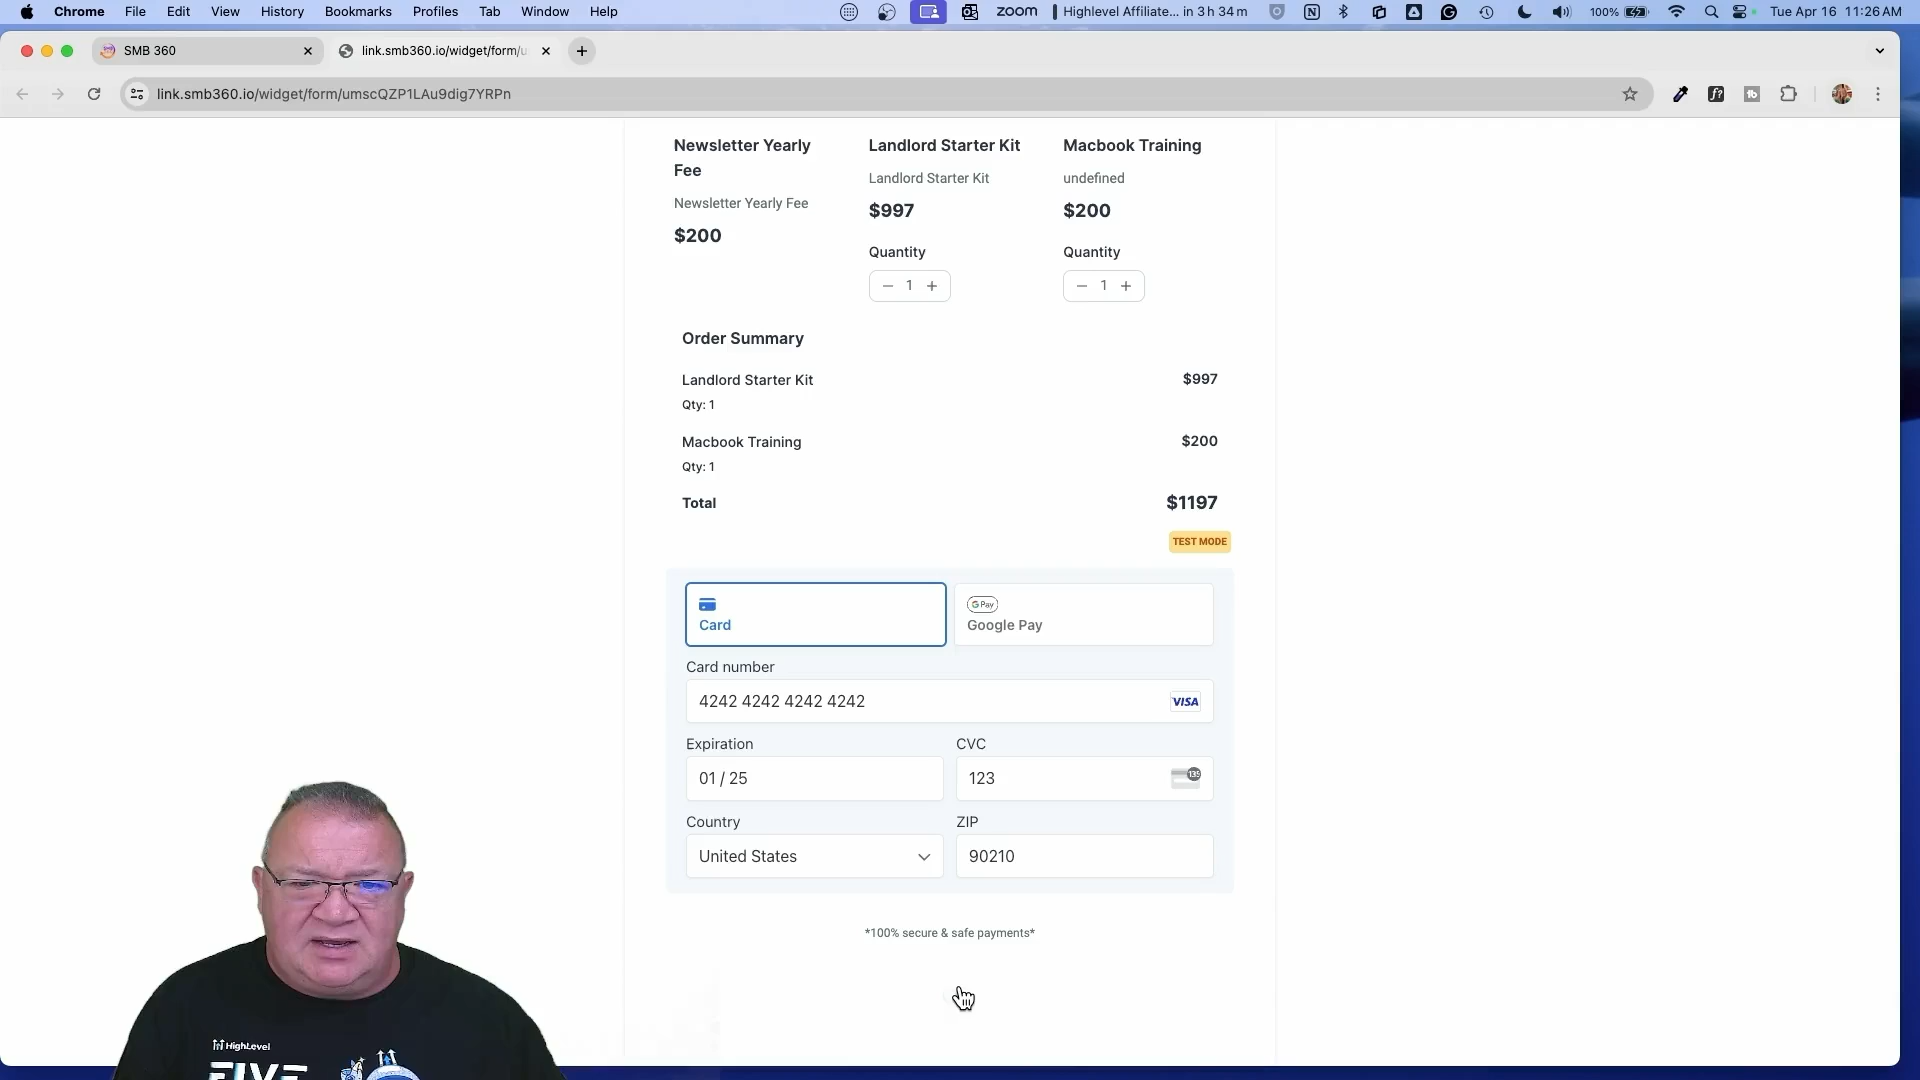 Chrome File Edit View History Bookmarks Profiles Tab Window Help zoom Highlevel Affiliate... in 3 h 34 m 100% Tue Apr 16 11:26 AM
SMB 360
link.smb360.io/widget/form/u
link.smb360.io/widget/form/umscQZP1LAu9dig7YRPn
Newsletter Yearly
Fee
Newsletter Yearly Fee
$200
Landlord Starter Kit
Landlord Starter Kit
$997
Quantity
− 1 +
Macbook Training
undefined
$200
Quantity
− 1 +
Order Summary
Landlord Starter Kit $997
Qty: 1
Macbook Training $200
Qty: 1
Total $1197
TEST MODE
Card
G Pay
Google Pay
Card number
4242 4242 4242 4242 VISA
Expiration CVC
01 / 25 123
Country ZIP
United States 90210
*100% secure & safe payments*
HighLevel
FIVE